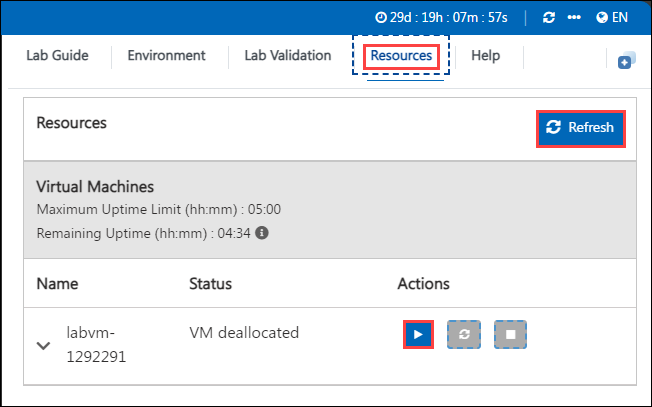 29d : 19h : 07m : 57s ••• EN
Lab Guide Environment Lab Validation Resources Help
Resources Refresh
Virtual Machines
Maximum Uptime Limit (hh:mm) : 05:00
Remaining Uptime (hh:mm) : 04:34
Name Status Actions
labvm- VM deallocated
1292291